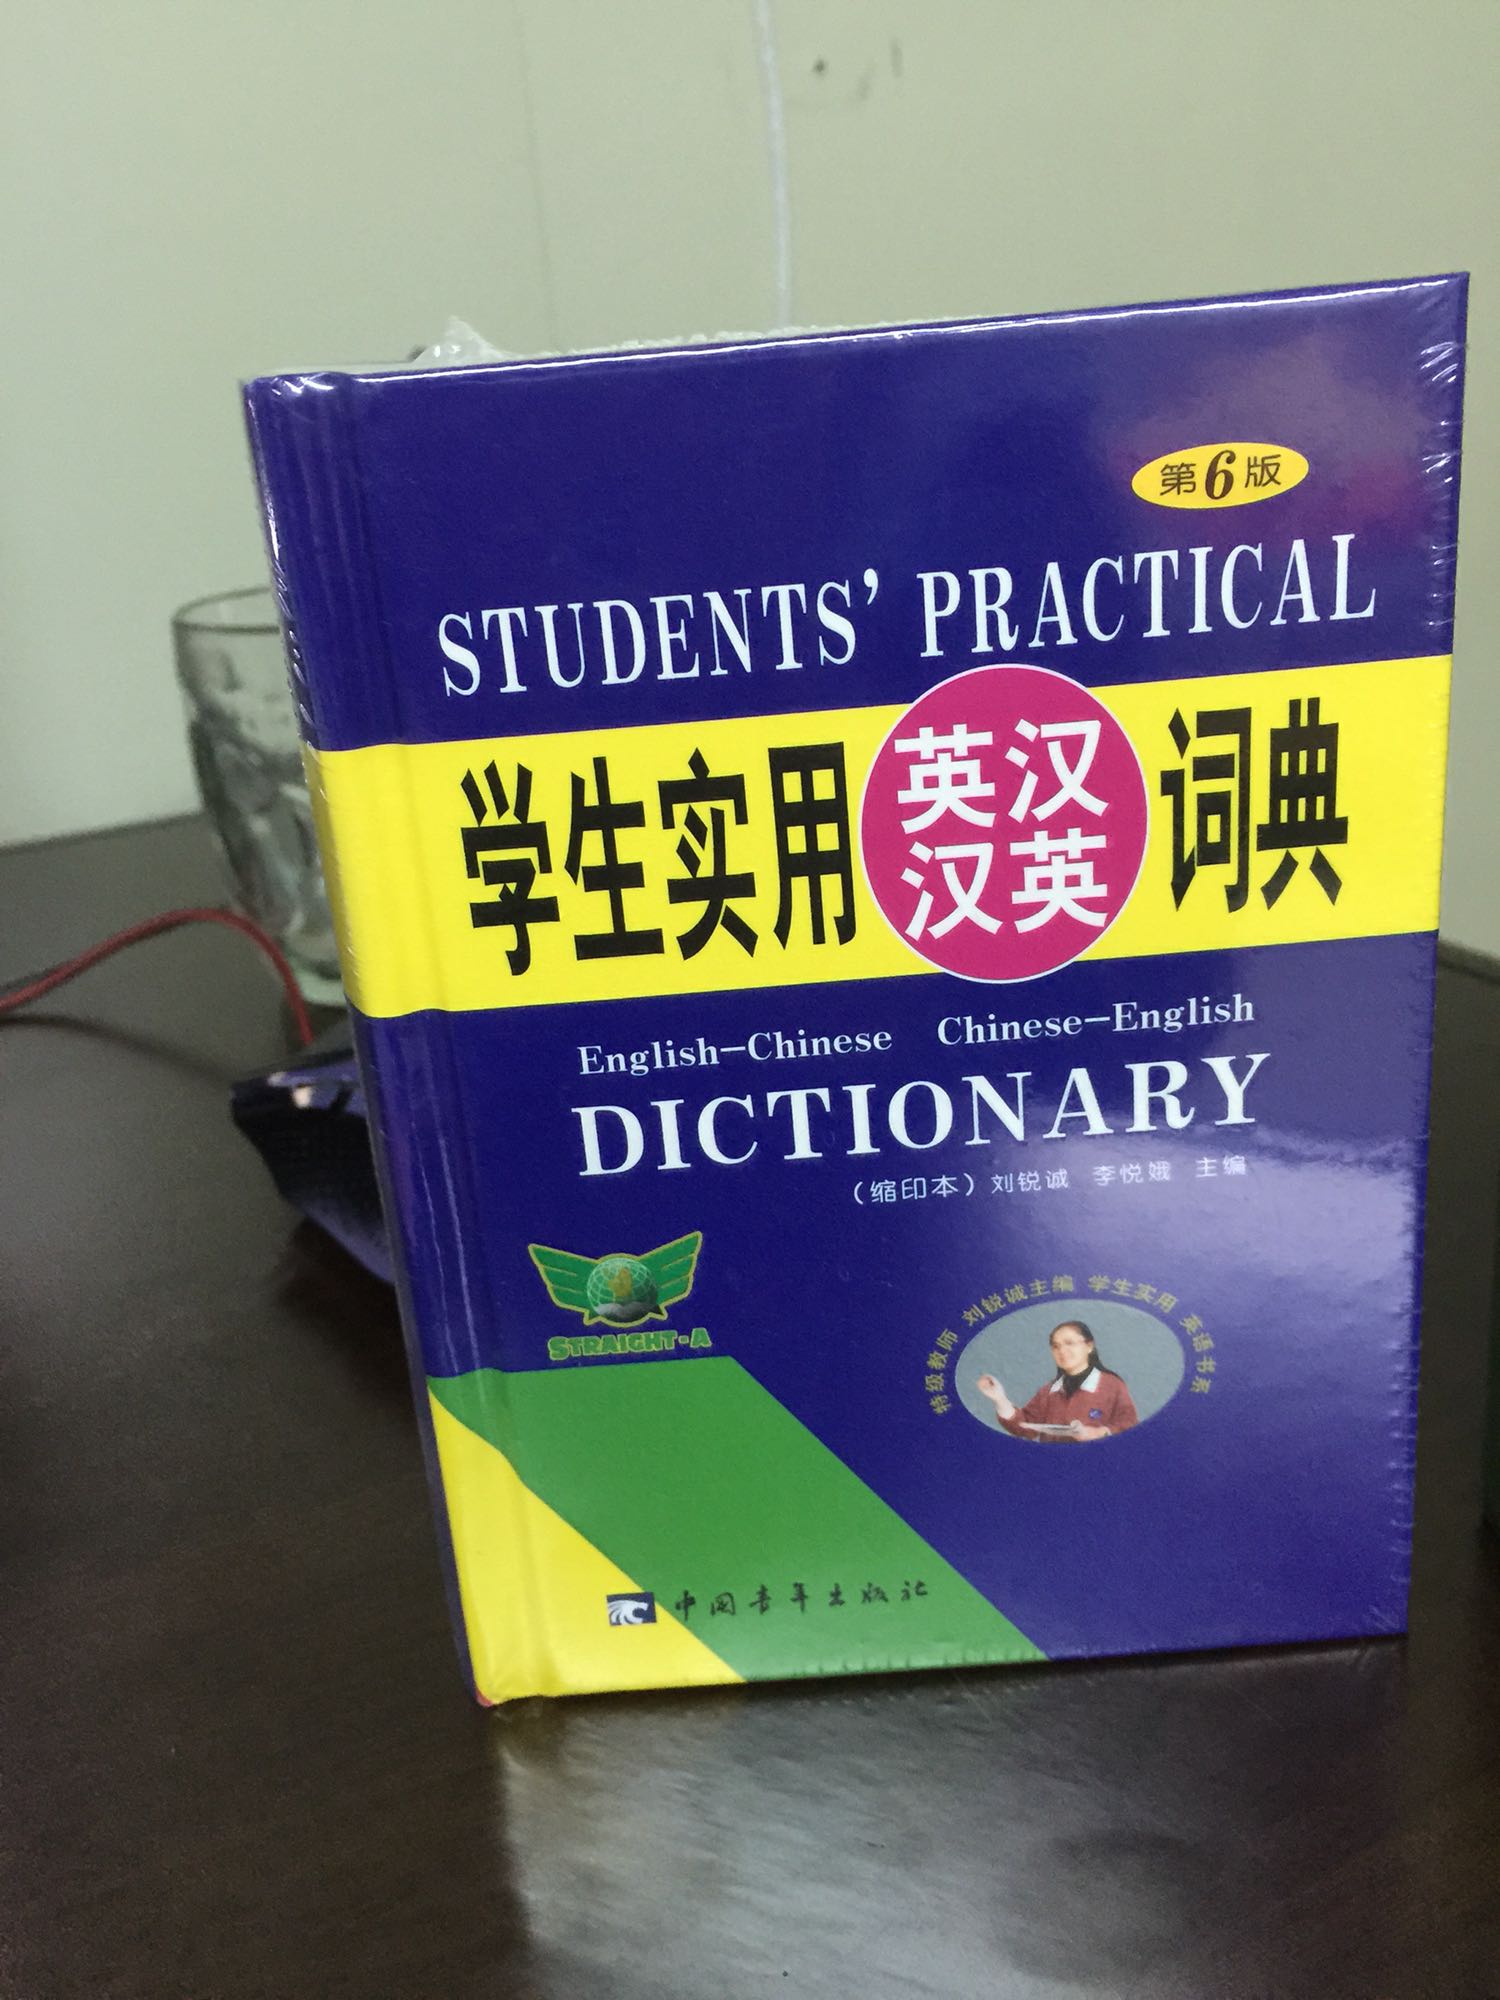 第6版
STUDENTS' PRACTICAL
学生实用英汉汉英词典
English-Chinese Chinese-English
DICTIONARY
(缩印本) 刘锐诚 李悦娥 主编
STRAIGHT-A
特级教师 刘锐诚主编 学生实用 英语书系
中国青年出版社